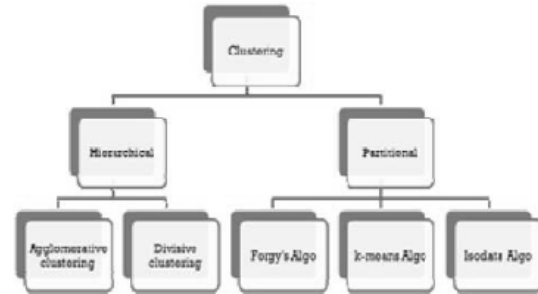 Clustering
Hierarchical
Partitional
Agglomerative
clustering
Divisive
clustering
Forgy's Algo
k-means Algo
Isodata Algo